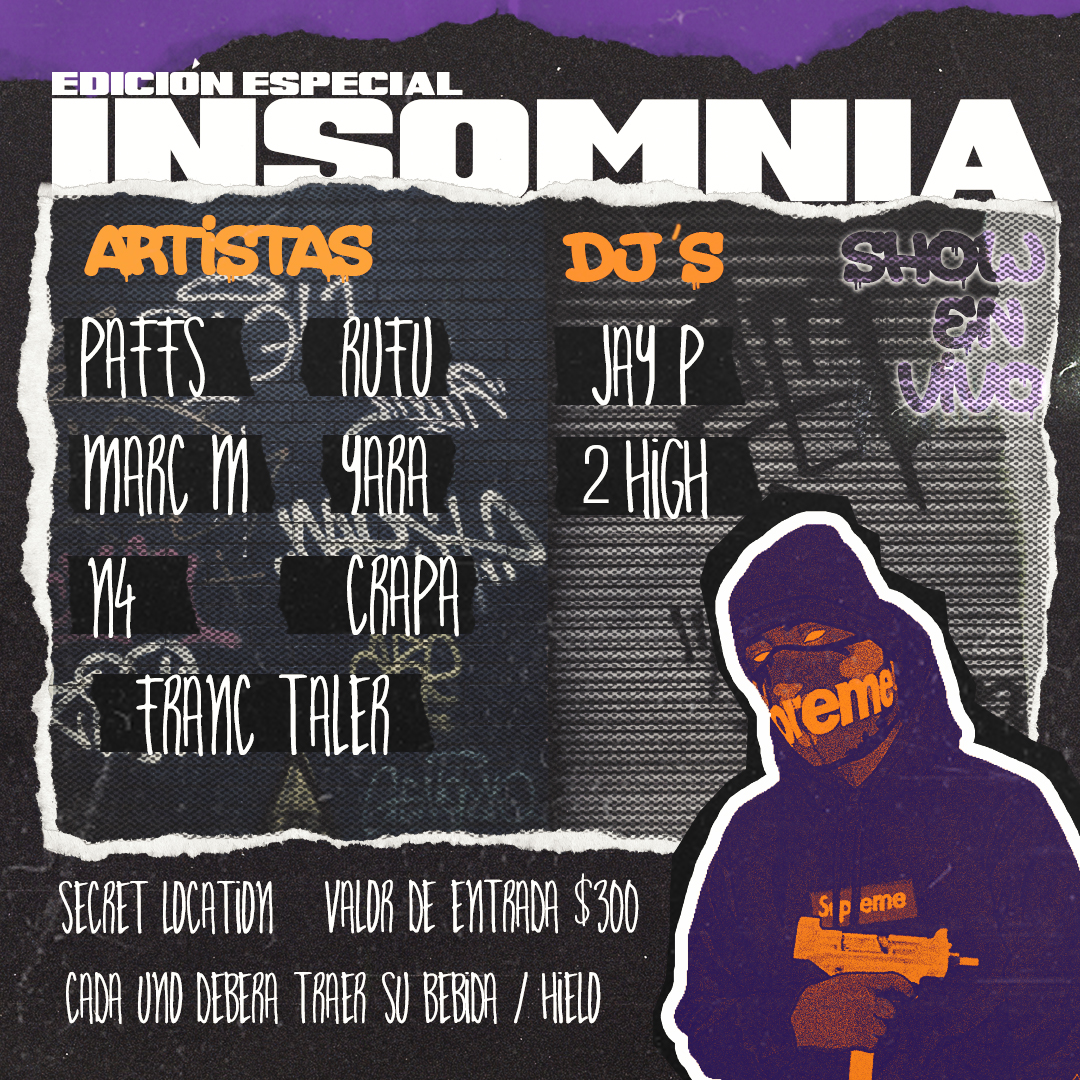 EDICIÓN ESPECIAL
INSOMNIA
ARTiSTAS
PAFFS RUFU
MARC M YARA
N4 CRAPA
FRANC TALER
DJ'S
JAY P
2 HiGH
SHOW
EN
ViVO
preme
Supreme
SECRET LOCATiON VALOR DE ENTRADA $300
CADA UNO DEBERA TRAER SU BEBiDA / HiELO